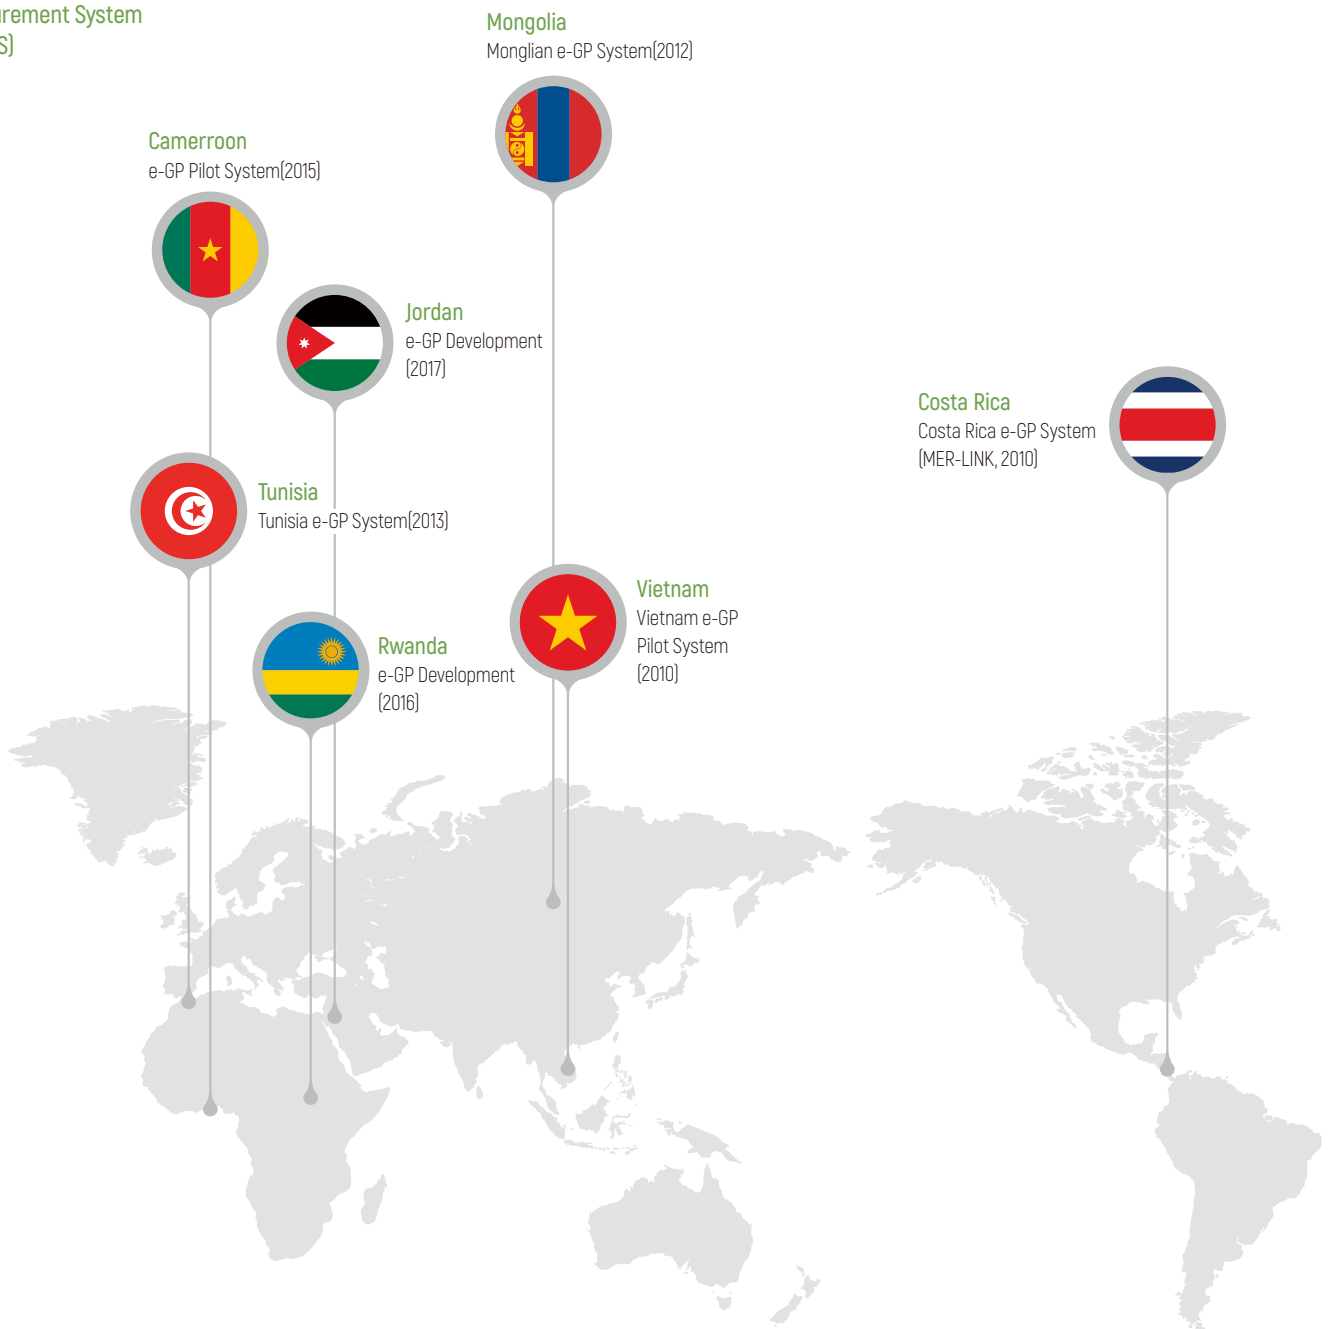 urement System
S)
Mongolia
Monglian e-GP System(2012)
Camerroon
e-GP Pilot System(2015)
Jordan
e-GP Development
(2017)
Costa Rica
Costa Rica e-GP System
(MER-LINK, 2010)
Tunisia
Tunisia e-GP System(2013)
Vietnam
Vietnam e-GP
Pilot System
(2010)
Rwanda
e-GP Development
(2016)